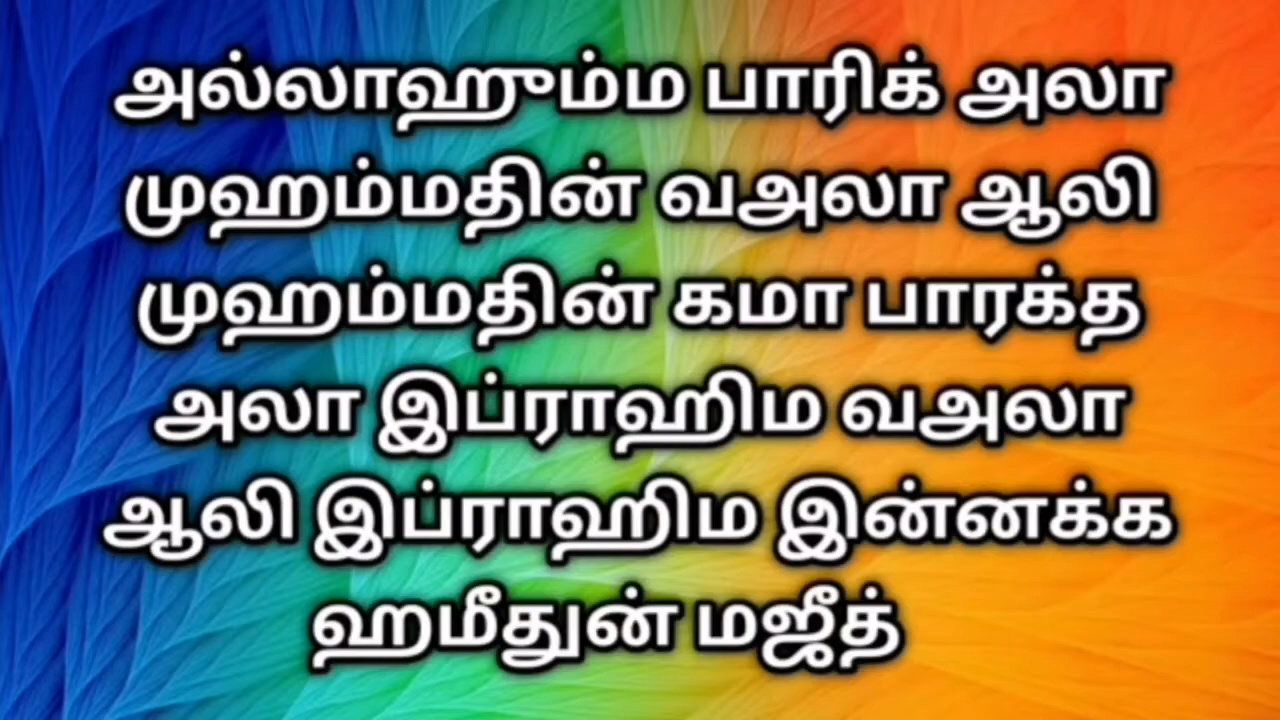 அல்லாஹும்ம பாரிக் அலா
முஹம்மதின் வஅலா ஆலி
முஹம்மதின் கமா பாரக்த
அலா இப்ராஹிம வஅலா
ஆலி இப்ராஹிம இன்னக்க
ஹமீதுன் மஜீத்